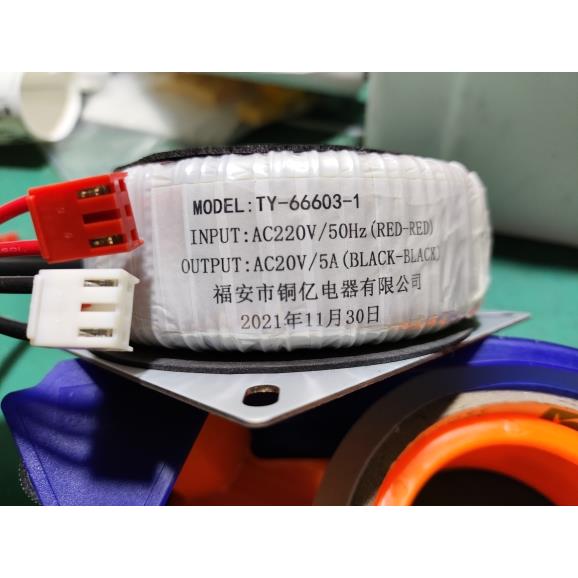 MODEL:TY-66603-1
INPUT:AC220V/50Hz(RED-RED)
OUTPUT:AC20V/5A(BLACK-BLACK)
福安市铜亿电器有限公司
2021年11月30日